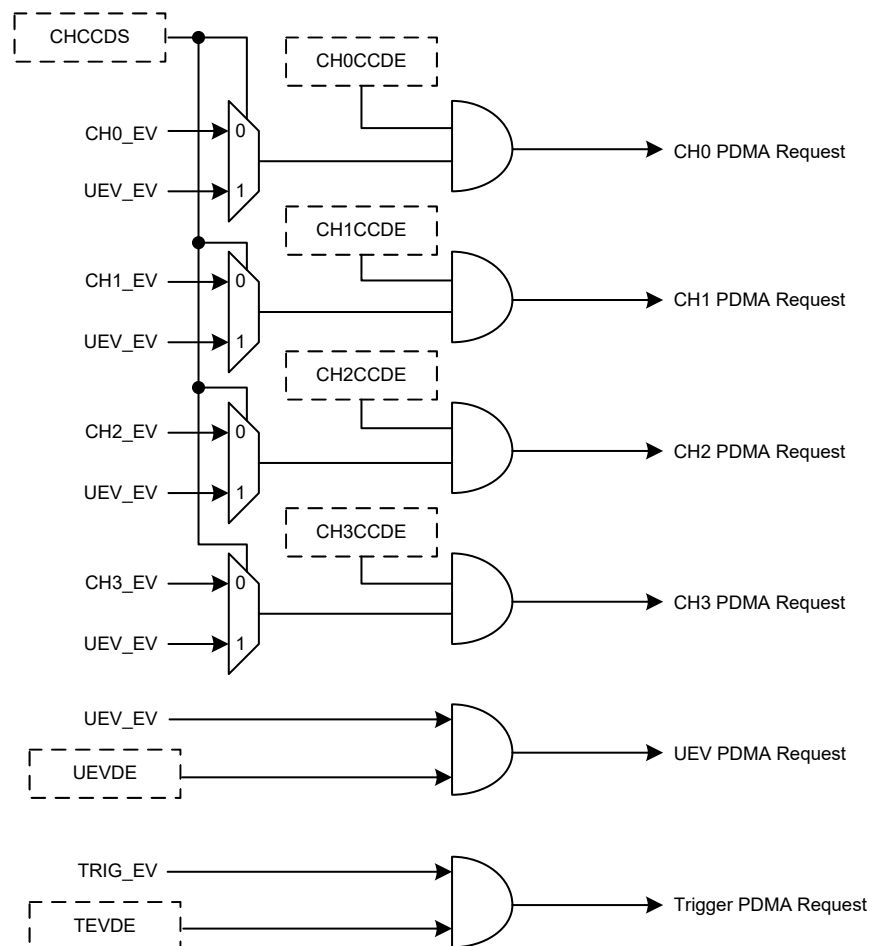 CHCCDS
CH0CCDE
CH0_EV
0
CH0 PDMA Request
UEV_EV
1
CH1CCDE
CH1_EV
0
CH1 PDMA Request
UEV_EV
1
CH2CCDE
CH2_EV
0
CH2 PDMA Request
UEV_EV
1
CH3CCDE
CH3_EV
0
CH3 PDMA Request
UEV_EV
1
UEV_EV
UEV PDMA Request
UEVDE
TRIG_EV
Trigger PDMA Request
TEVDE